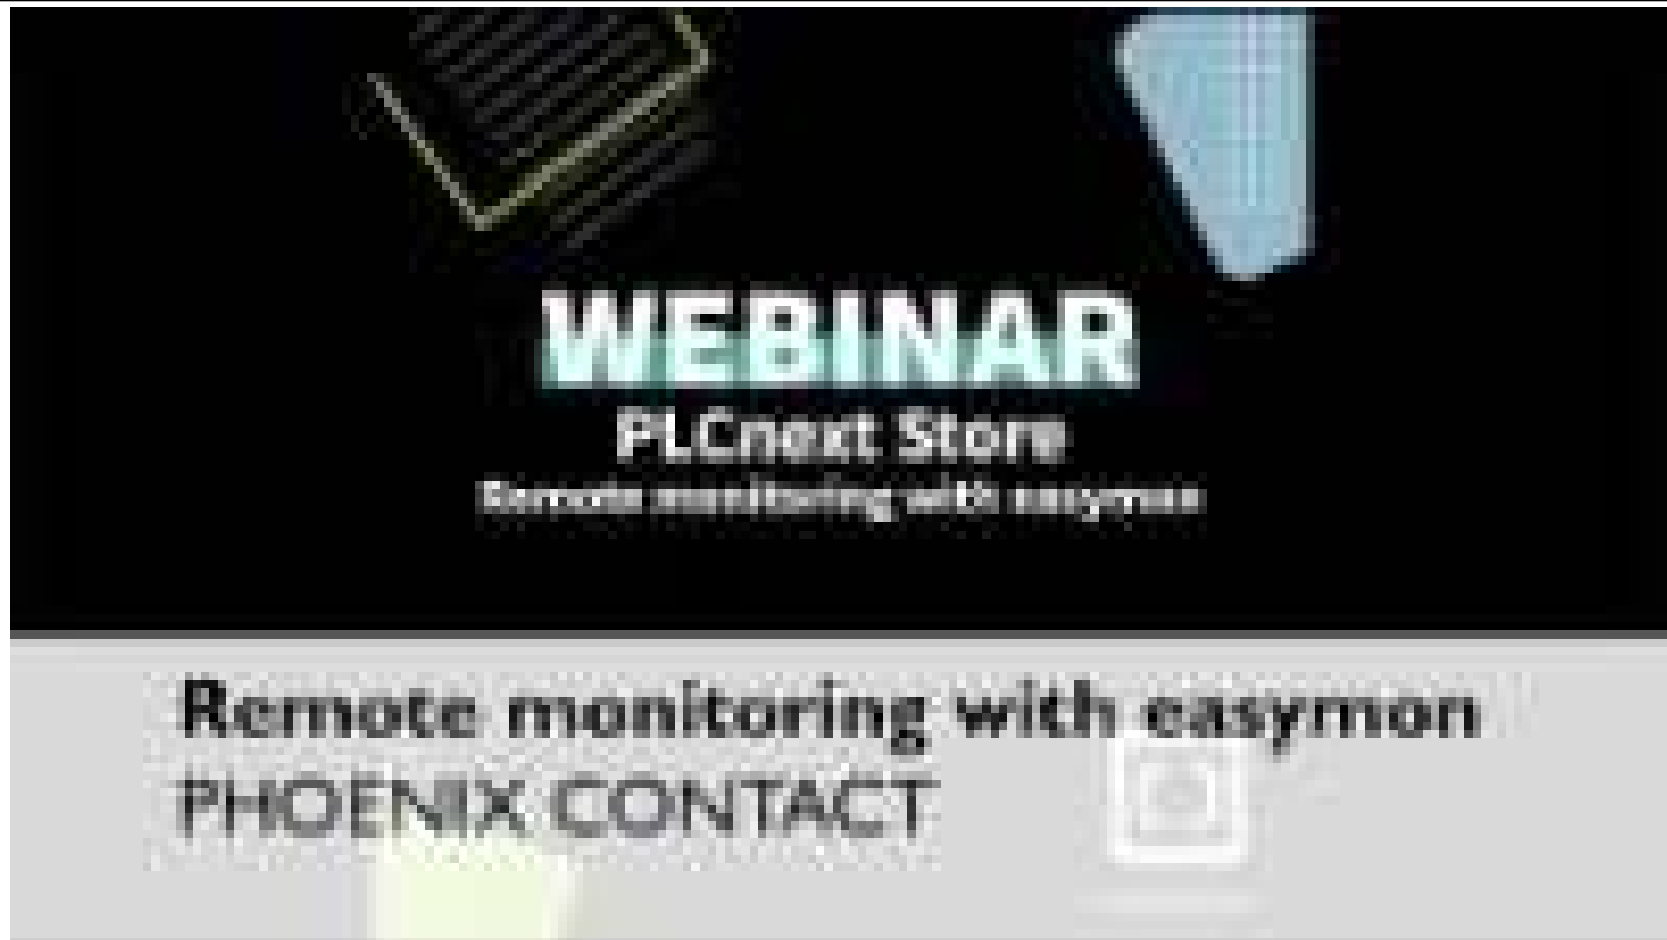 WEBINAR
PLCnext Store
Remote monitoring with easymon
Remote monitoring with easymon
PHOENIX CONTACT